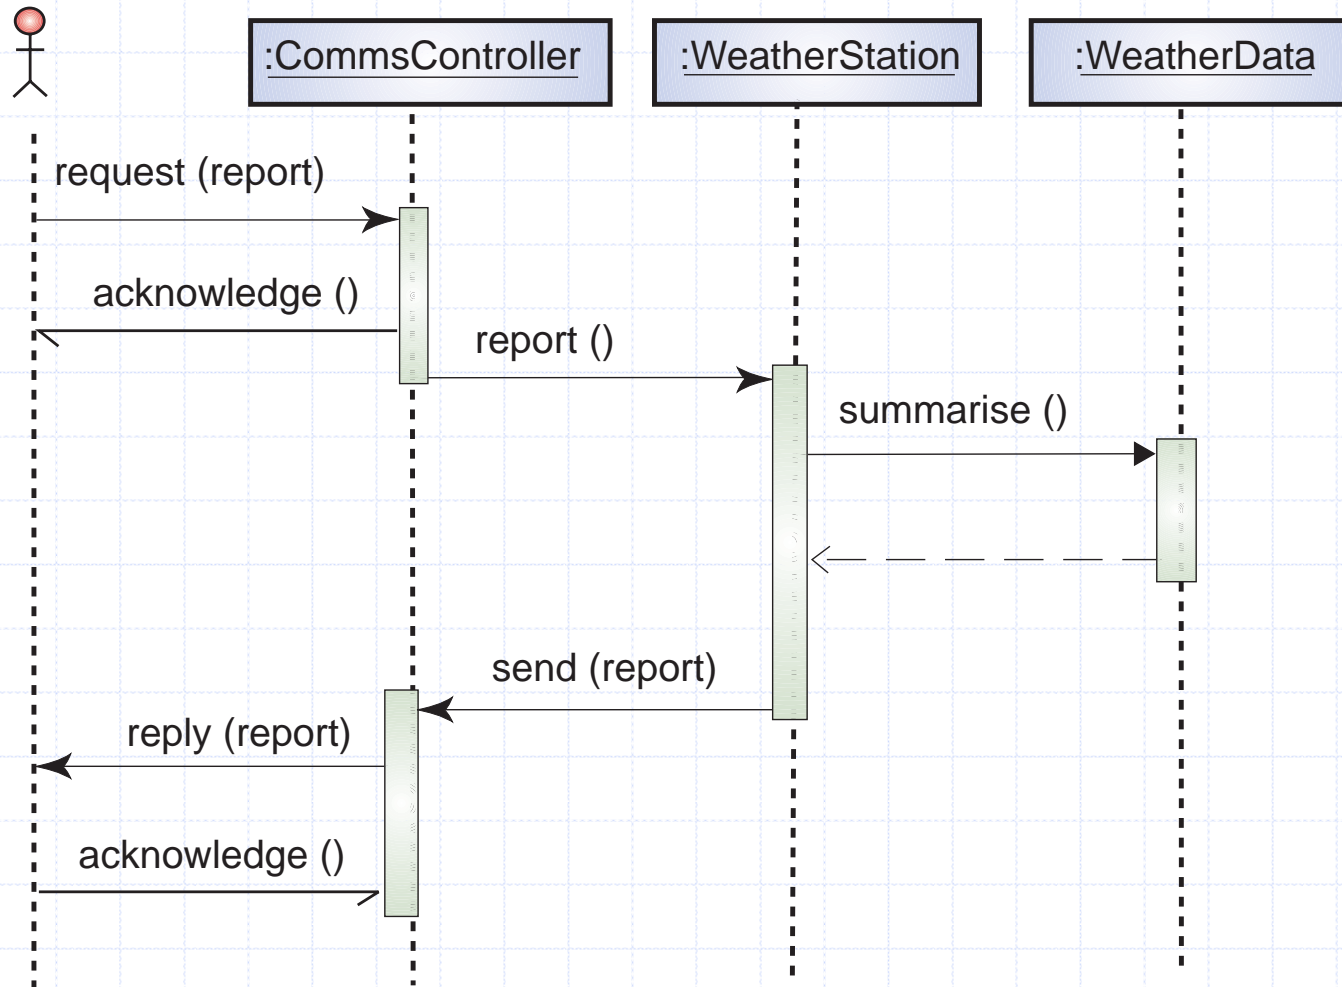 :CommsController
:WeatherStation
:WeatherData
request (report)
acknowledge ()
report ()
summarise ()
send (report)
reply (report)
acknowledge ()